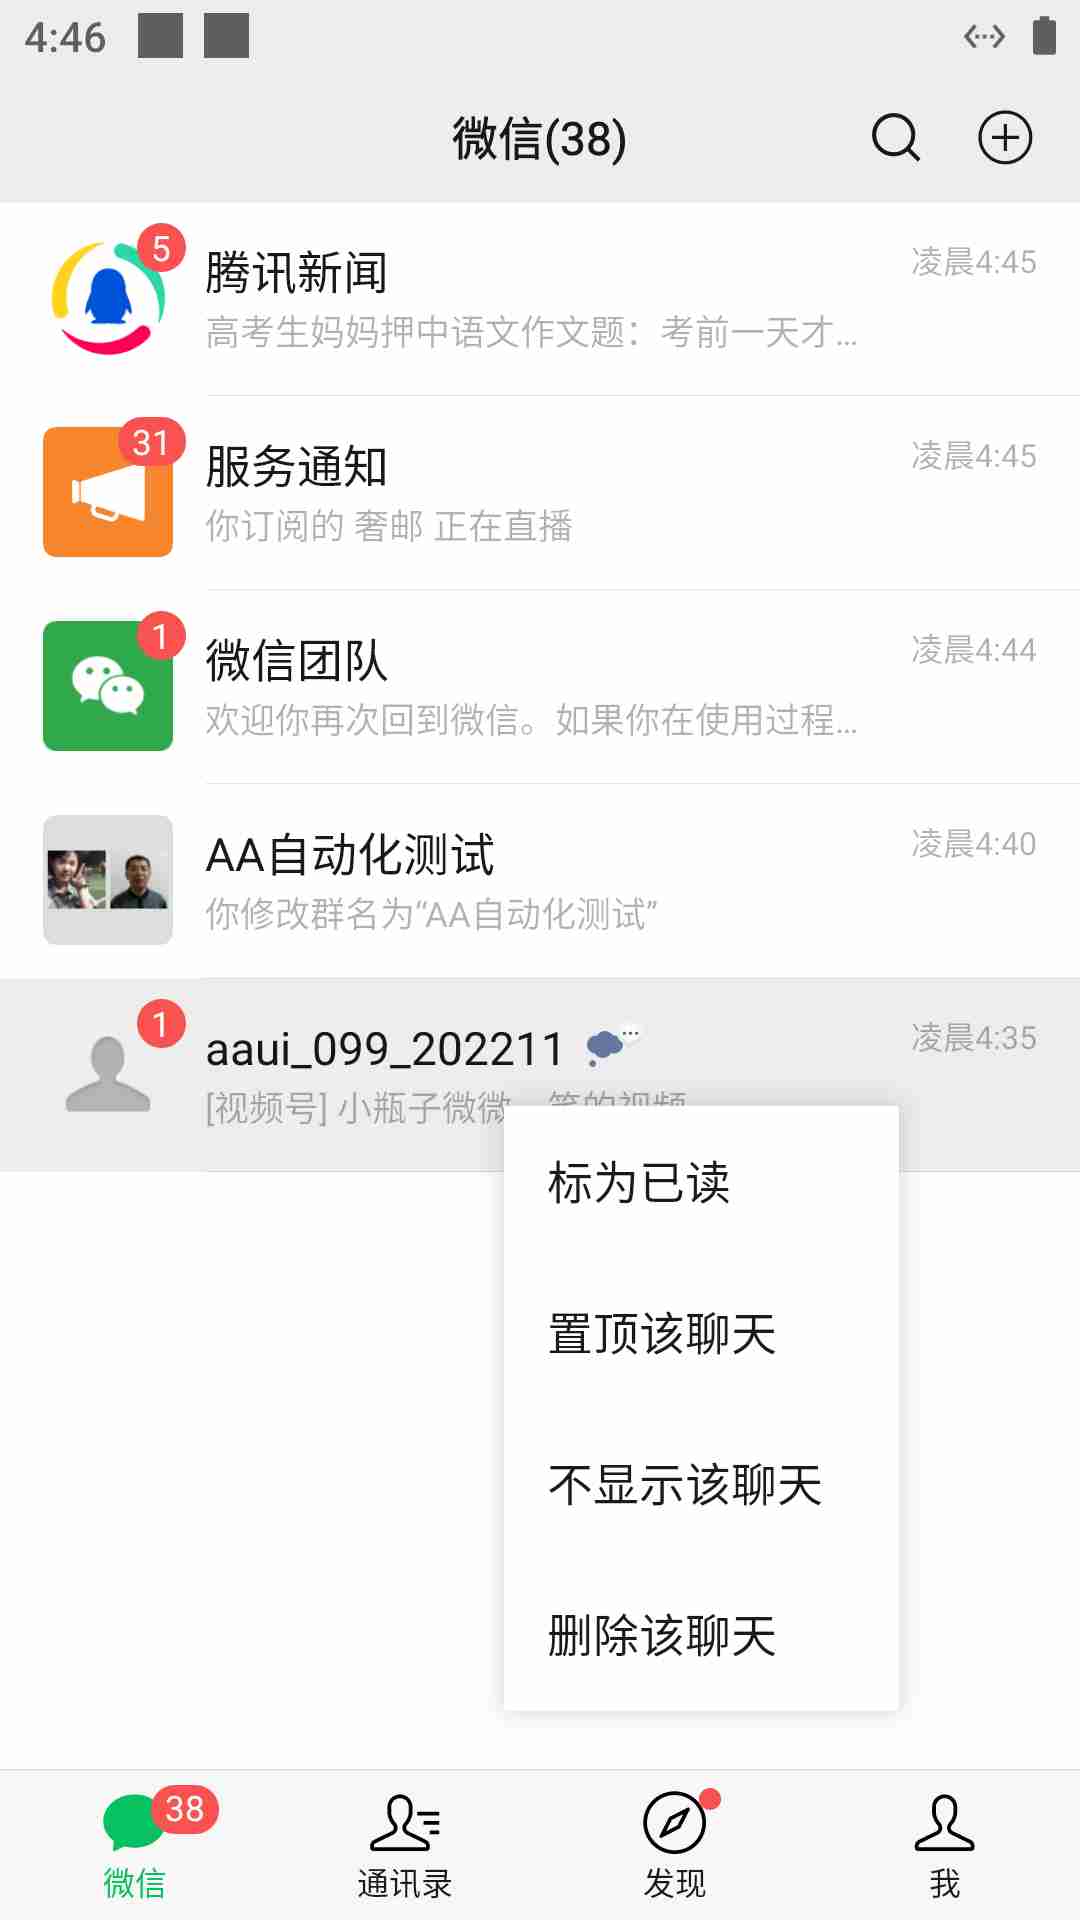 4:46
微信(38)
5
腾讯新闻
凌晨4:45
高考生妈妈押中语文作文题：考前一天才...
31
服务通知
凌晨4:45
你订阅的 奢邮 正在直播
1
微信团队
凌晨4:44
欢迎你再次回到微信。如果你在使用过程...
AA自动化测试
凌晨4:40
你修改群名为“AA自动化测试”
1
aaui_099_202211
凌晨4:35
[视频号] 小瓶子微微 笑的视频
标为已读
置顶该聊天
不显示该聊天
删除该聊天
38
微信
通讯录
发现
我